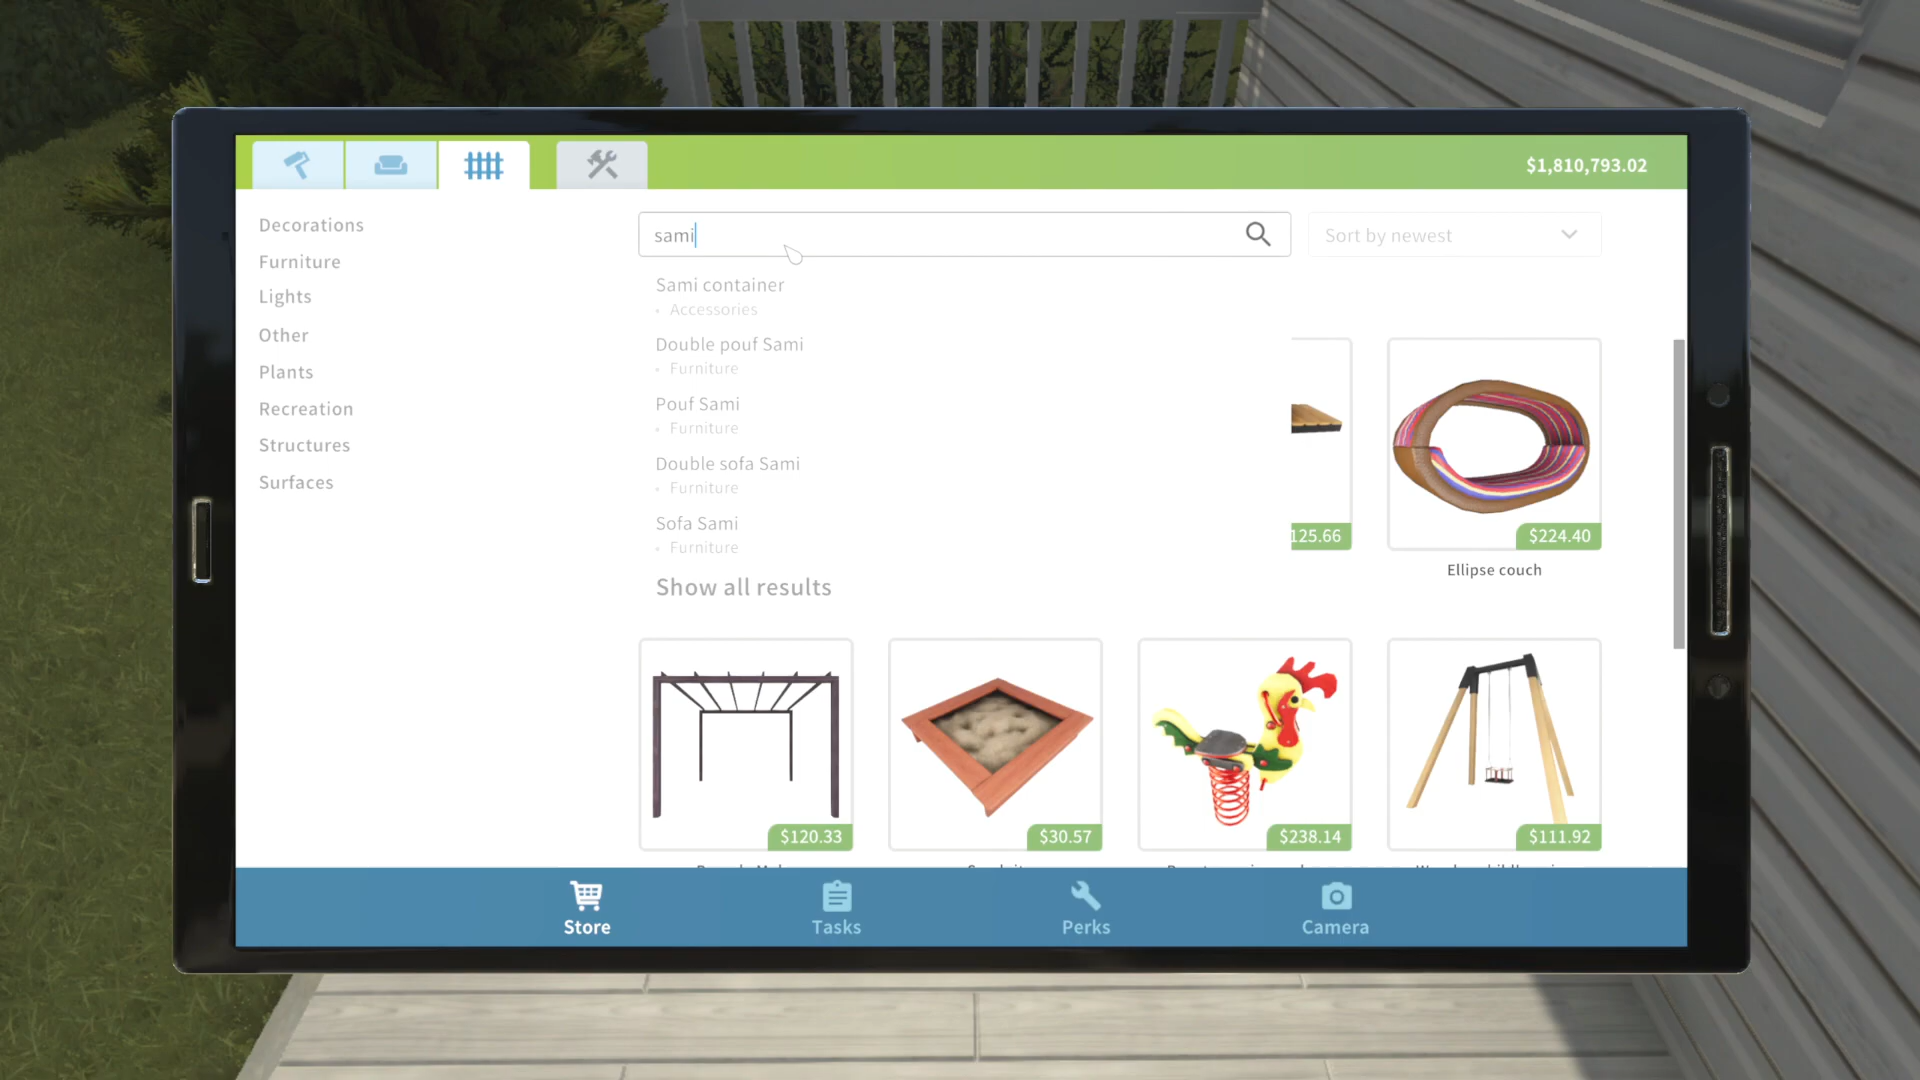 $1,810,793.02
Decorations
Furniture
Lights
Other
Plants
Recreation
Structures
Surfaces
sami
Sort by newest
Sami container
Accessories
Double pouf Sami
Furniture
Pouf Sami
Furniture
Double sofa Sami
Furniture
Sofa Sami
Furniture
Show all results
125.66
$224.40
Ellipse couch
$120.33
$30.57
$238.14
$111.92
Store
Tasks
Perks
Camera